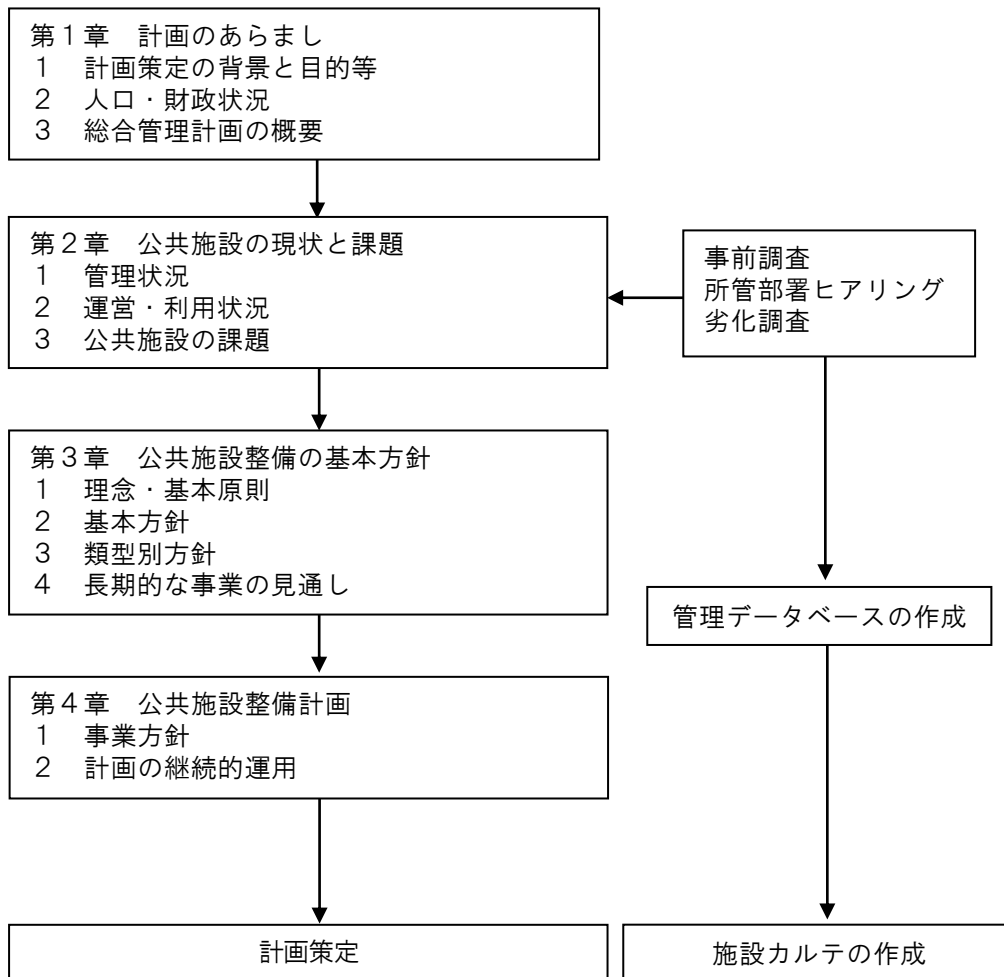 第１章　計画のあらまし
１　計画策定の背景と目的等
２　人口・財政状況
３　総合管理計画の概要
第２章　公共施設の現状と課題
１　管理状況
２　運営・利用状況
３　公共施設の課題
事前調査
所管部署ヒアリング
劣化調査
第３章　公共施設整備の基本方針
１　理念・基本原則
２　基本方針
３　類型別方針
４　長期的な事業の見通し
管理データベースの作成
第４章　公共施設整備計画
１　事業方針
２　計画の継続的運用
計画策定
施設カルテの作成